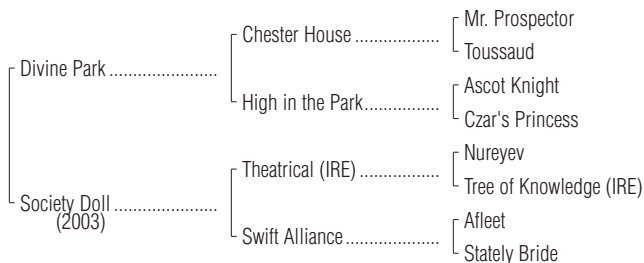 Mr. Prospector
Chester House ..................
Toussaud
Divine Park .......................
Ascot Knight
High in the Park................
Czar's Princess
Nureyev
Theatrical (IRE) .................
Tree of Knowledge (IRE)
Society Doll ......................
(2003)
Afleet
Swift Alliance ....................
Stately Bride